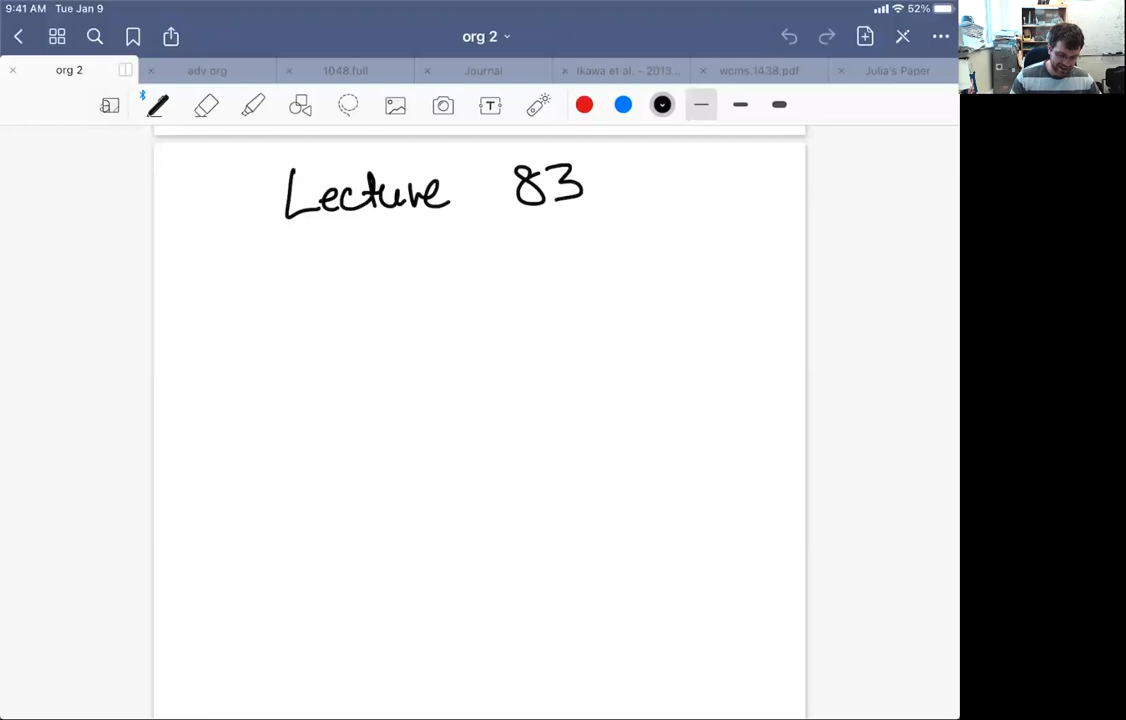 9:41 AM Tue Jan 9
52%
org 2
org 2
adv org
1048.full
Journal
Ikawa et al. - 2013...
wcms.1438.pdf
Julia's Paper
T
Lecture 83